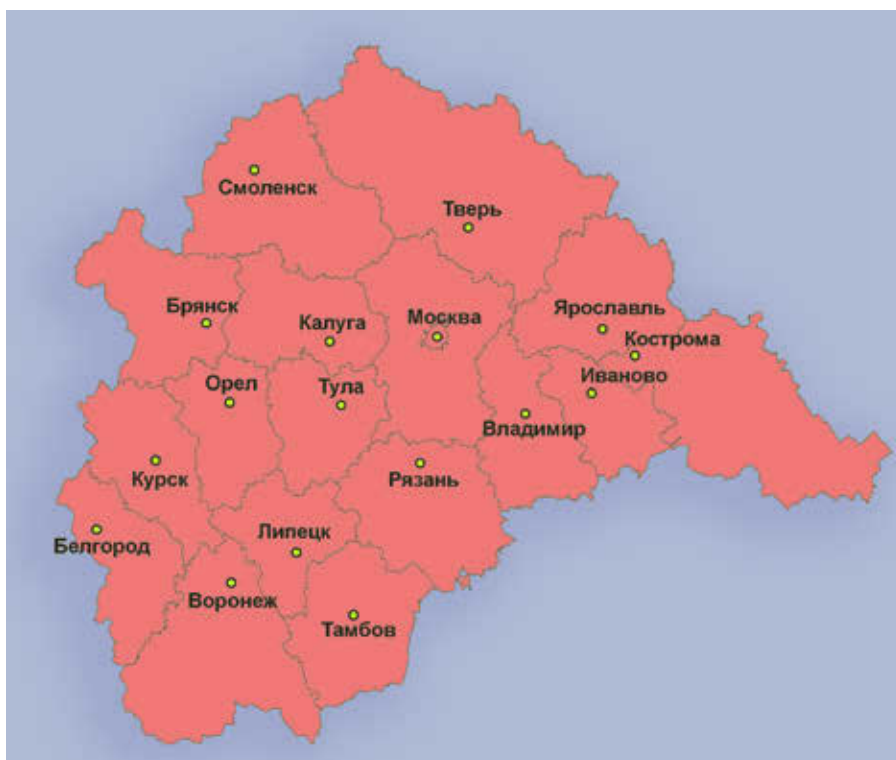 Смоленск
Тверь
Брянск
Калуга
Москва
Ярославль
Кострома
Орел
Тула
Иваново
Владимир
Курск
Рязань
Липецк
Белгород
Воронеж
Тамбов